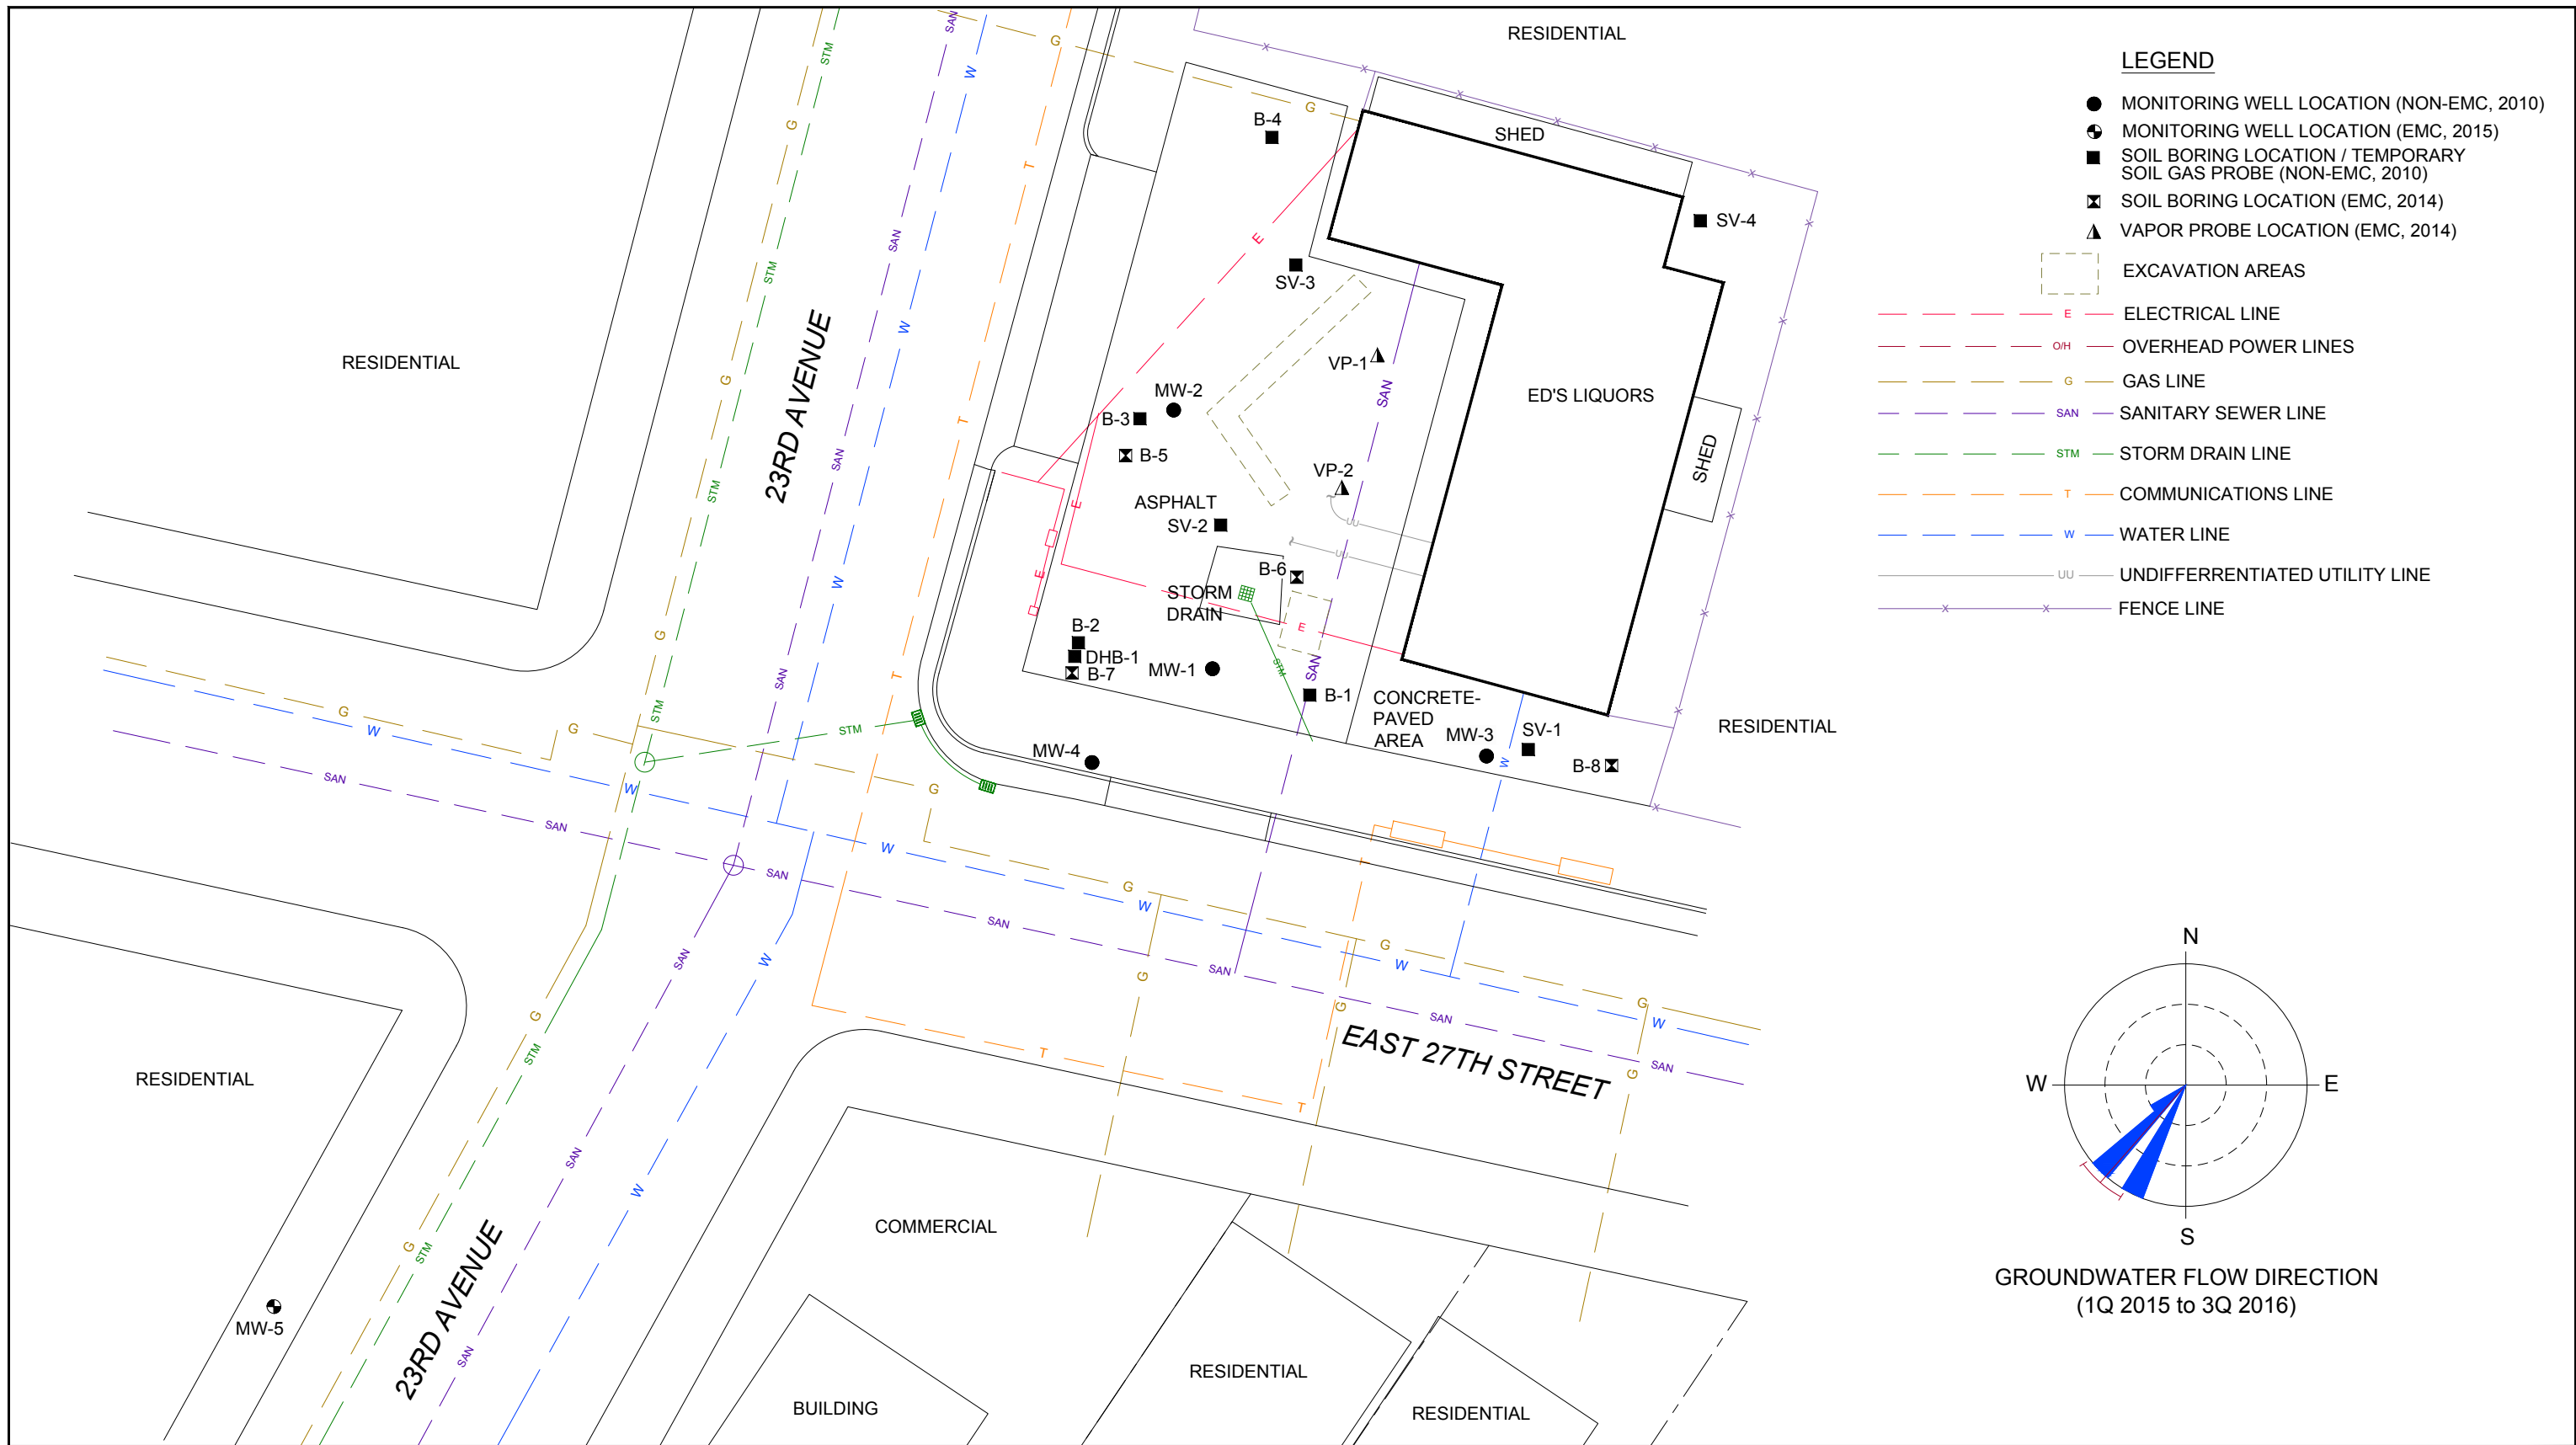 RESIDENTIAL
LEGEND
MONITORING WELL LOCATION (NON-EMC, 2010)
MONITORING WELL LOCATION (EMC, 2015)
SOIL BORING LOCATION / TEMPORARY
SOIL GAS PROBE (NON-EMC, 2010)
SOIL BORING LOCATION (EMC, 2014)
VAPOR PROBE LOCATION (EMC, 2014)
EXCAVATION AREAS
E ELECTRICAL LINE
O/H OVERHEAD POWER LINES
G GAS LINE
SAN SANITARY SEWER LINE
STM STORM DRAIN LINE
T COMMUNICATIONS LINE
W WATER LINE
UU UNDIFFERRENTIATED UTILITY LINE
X X FENCE LINE
B-4
SHED
SV-4
SV-3
RESIDENTIAL
23RD AVENUE
VP-1
MW-2
B-3
ED'S LIQUORS
B-5
SHED
VP-2
ASPHALT
SV-2
B-6
STORM
DRAIN
B-2
DHB-1
B-7
MW-1
B-1
CONCRETE-
PAVED
AREA
MW-3
SV-1
RESIDENTIAL
MW-4
B-8
G
W
SAN
STM
T
E
UU
X
EAST 27TH STREET
RESIDENTIAL
COMMERCIAL
23RD AVENUE
MW-5
BUILDING
RESIDENTIAL
RESIDENTIAL
N
W
E
S
GROUNDWATER FLOW DIRECTION
(1Q 2015 to 3Q 2016)